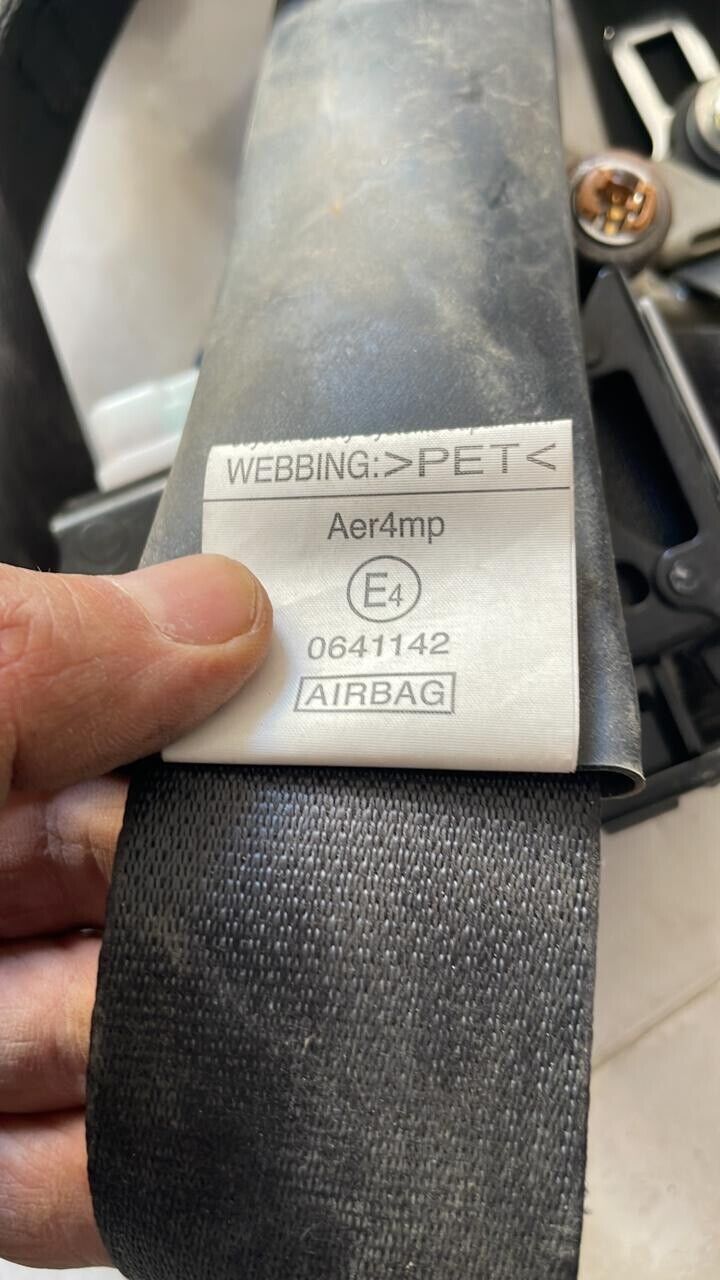 WEBBING:>PET<
Aer4mp
E4
0641142
AIRBAG